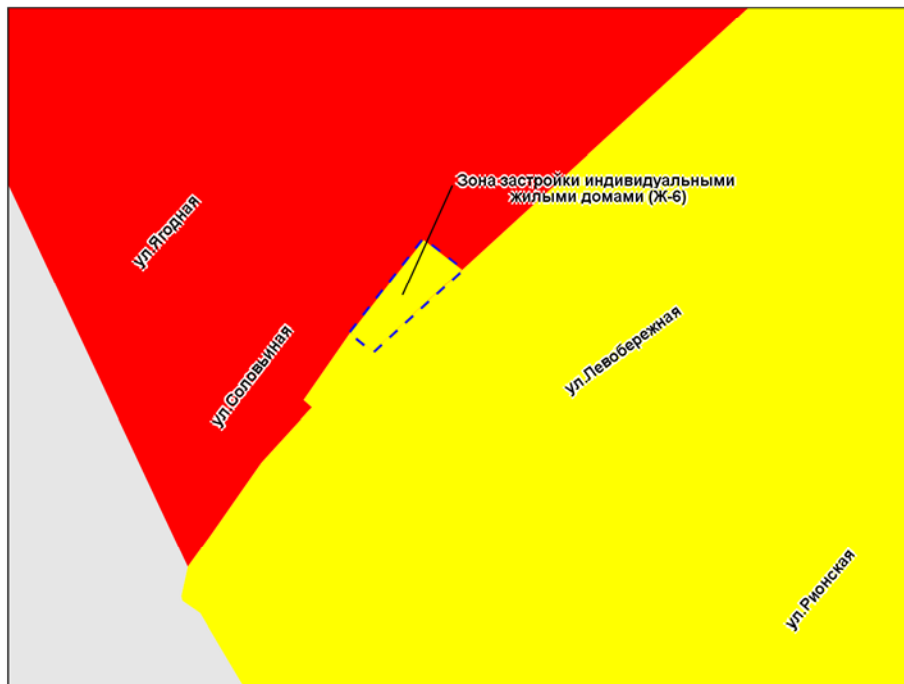 Зона застройки индивидуальными
жилыми домами (Ж-6)
ул.Ягодная
ул.Соловьиная
ул.Левобережная
ул.Рионская